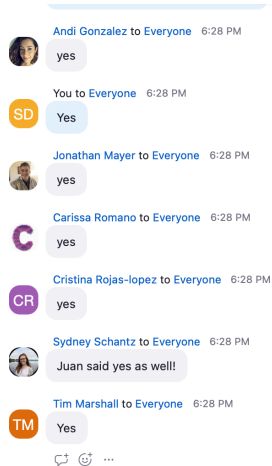 Andi Gonzalez to Everyone 6:28 PM
yes
You to Everyone 6:28 PM
SD
Yes
Jonathan Mayer to Everyone 6:28 PM
yes
Carissa Romano to Everyone 6:28 PM
C
yes
Cristina Rojas-lopez to Everyone 6:28 PM
CR
yes
Sydney Schantz to Everyone 6:28 PM
Juan said yes as well!
Tim Marshall to Everyone 6:28 PM
TM
Yes